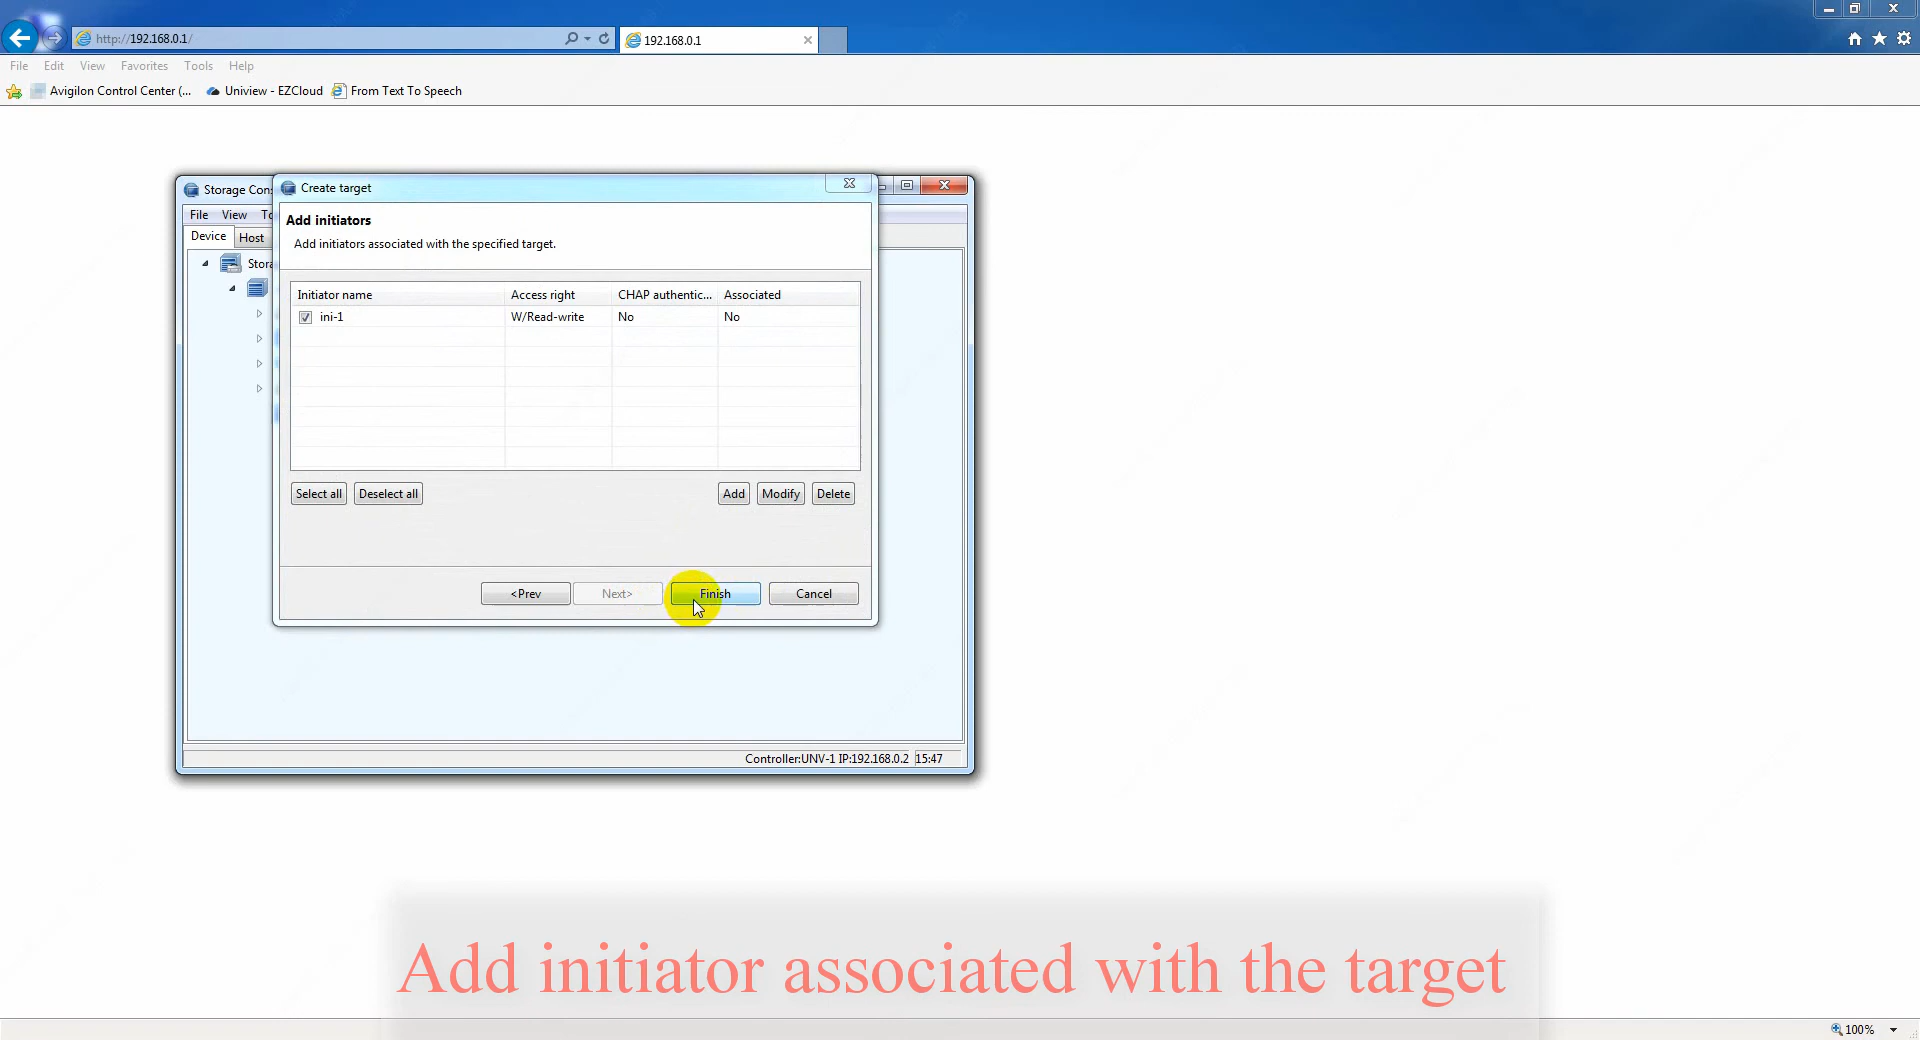 http://192.168.0.1/
192.168.0.1
File Edit View Favorites Tools Help
Avigilon Control Center (... Uniview - EZCloud From Text To Speech
Storage Con
Create target
File View
Add initiators
Device Host
Add initiators associated with the specified target.
Stora
Initiator name Access right CHAP authentic... Associated
ini-1 W/Read-write No No
Select all Deselect all Add Modify Delete
<Prev Next> Finish Cancel
Controller:UNV-1 IP:192.168.0.2 15:47
Add initiator associated with the target
100%